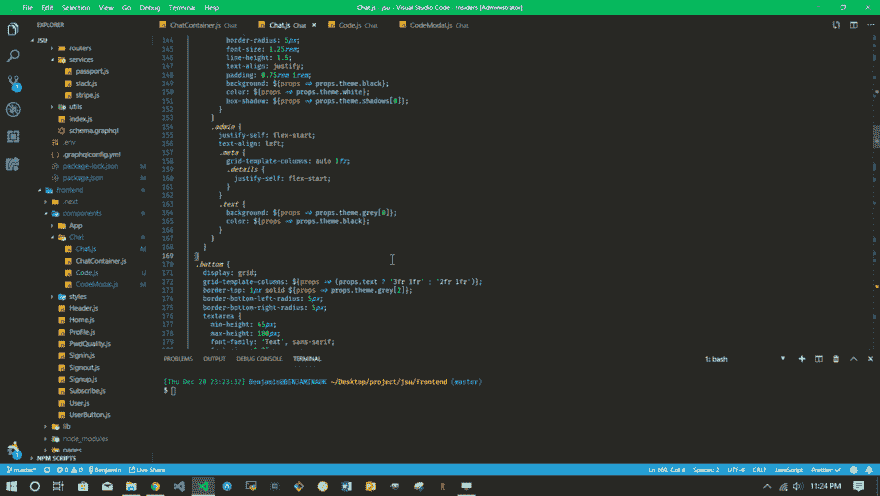 File Edit Selection View Go Debug Terminal Help
Chat.js - jsu - Visual Studio Code - Insiders [Administrator]
EXPLORER
ChatContainer.js Chat
Chat.js Chat
Code.js Chat
CodeModal.js Chat
JSU
routers
services
passport.js
slack.js
stripe.js
utils
index.js
schema.graphql
.env
.graphqlconfig.yml
package-lock.json M
package.json M
frontend
.next
components
App
Chat
Chat.js M
ChatContainer.js
Code.js U
CodeModal.js
styles
Header.js
Home.js
Profile.js
PwdQuality.js
Signin.js
Signout.js
Signup.js
Subscribe.js
User.js
UserButton.js
lib
node_modules
pages
NPM SCRIPTS
144 border-radius: 5px;
145 font-size: 1.25rem;
146 line-height: 1.5;
147 text-align: justify;
148 padding: 0.75rem 1rem;
149 background: ${props => props.theme.black};
150 color: ${props => props.theme.white};
151 box-shadow: ${props => props.theme.shadows[0]};
152 }
153 }
154 .admin {
155 justify-self: flex-start;
156 text-align: left;
157 .meta {
158 grid-template-columns: auto 1fr;
159 .details {
160 justify-self: flex-start;
161 }
162 }
163 .text {
164 background: ${props => props.theme.grey[0]};
165 color: ${props => props.theme.black};
166 }
167 }
168 }
169 }
170 .bottom {
171 display: grid;
172 grid-template-columns: ${props => (props.text ? '3fr 1fr' : '2fr 1fr')};
173 border-top: 1px solid ${props => props.theme.grey[2]};
174 border-bottom-left-radius: 5px;
175 border-bottom-right-radius: 5px;
176 textarea {
177 min-height: 45px;
178 max-height: 100px;
179 font-family: 'Text', sans-serif;
PROBLEMS OUTPUT DEBUG CONSOLE TERMINAL
1: bash
[Thu Dec 20 23:23:32] Benjamin@BENJAMINADK ~/Desktop/project/jsu/frontend (master)
$
master* 0 0 Benjamin Live Share
Spaces: 2 UTF-8 CRLF JavaScript Prettier
11:24 PM